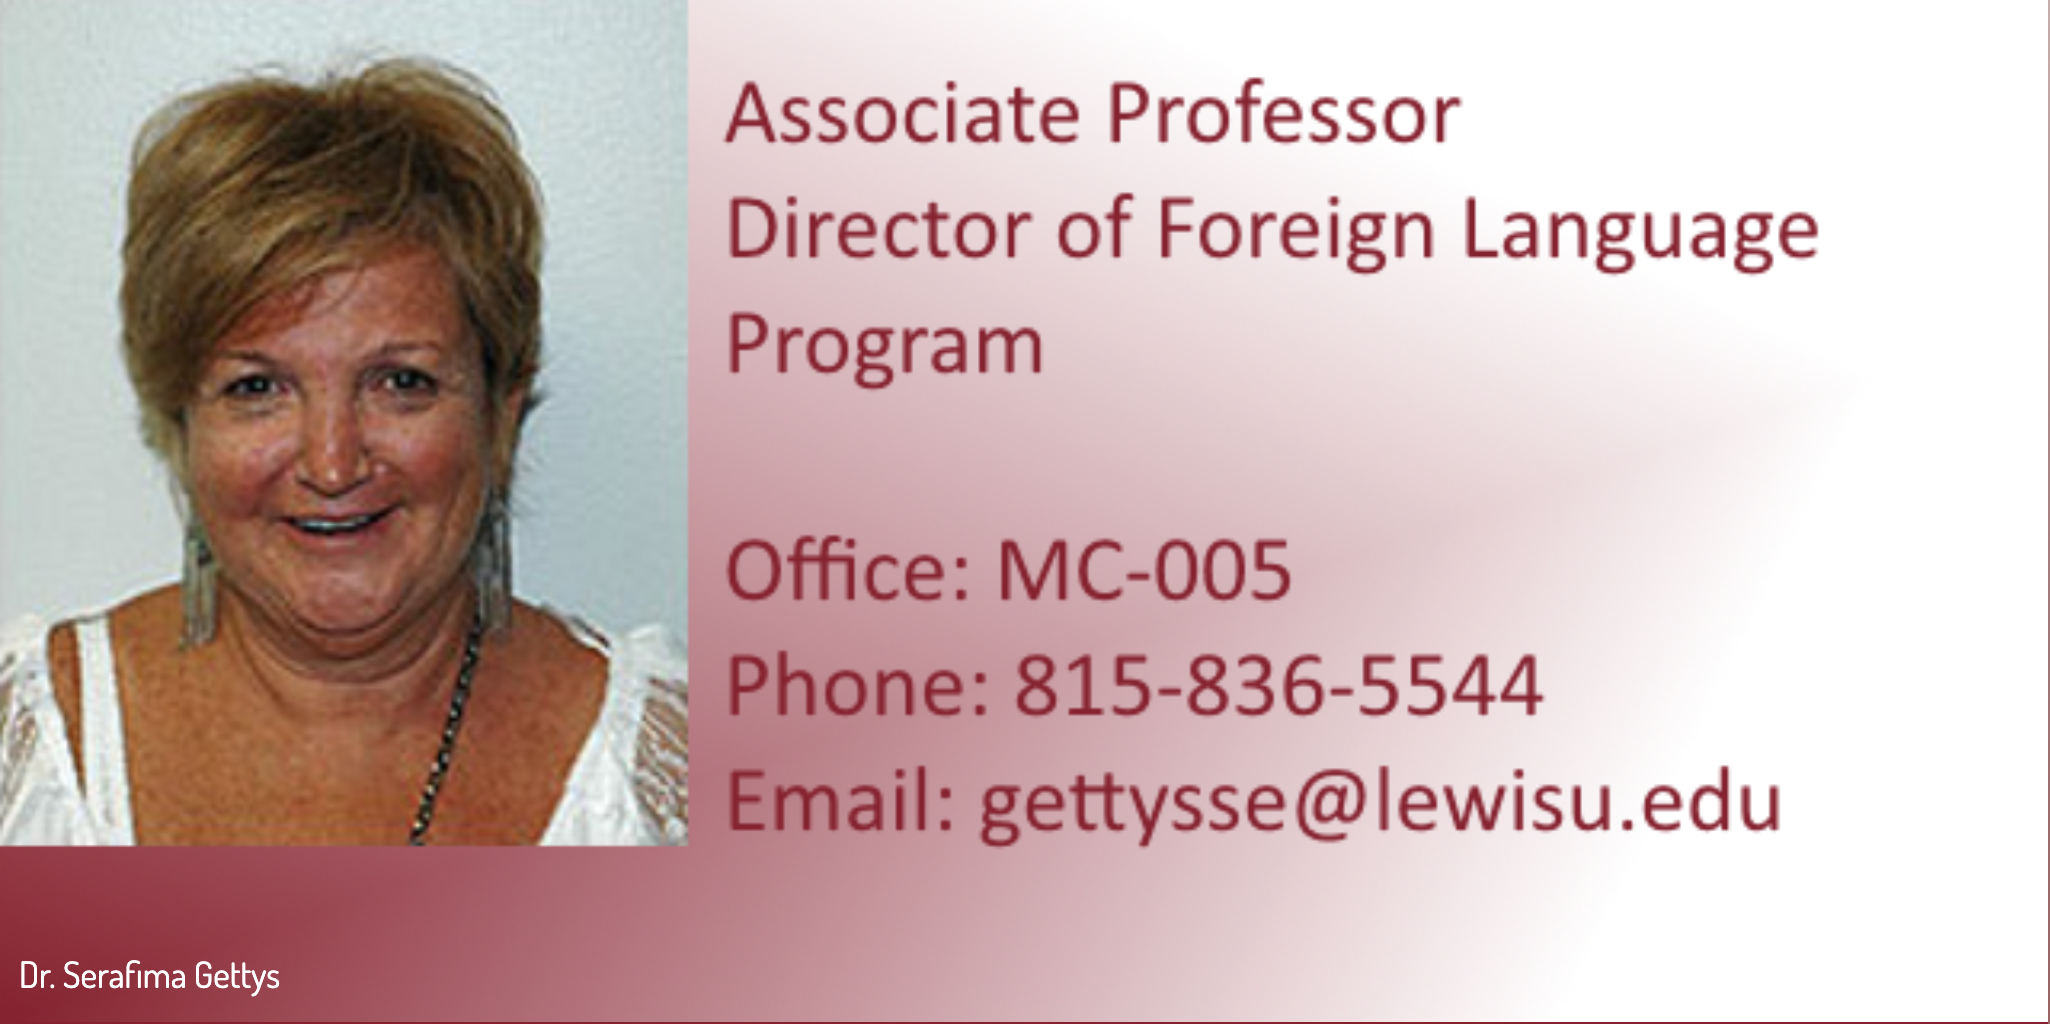 Associate Professor
Director of Foreign Language
Program
Office: MC-005
Phone: 815-836-5544
Email: gettysse@lewisu.edu
Dr. Serafima Gettys